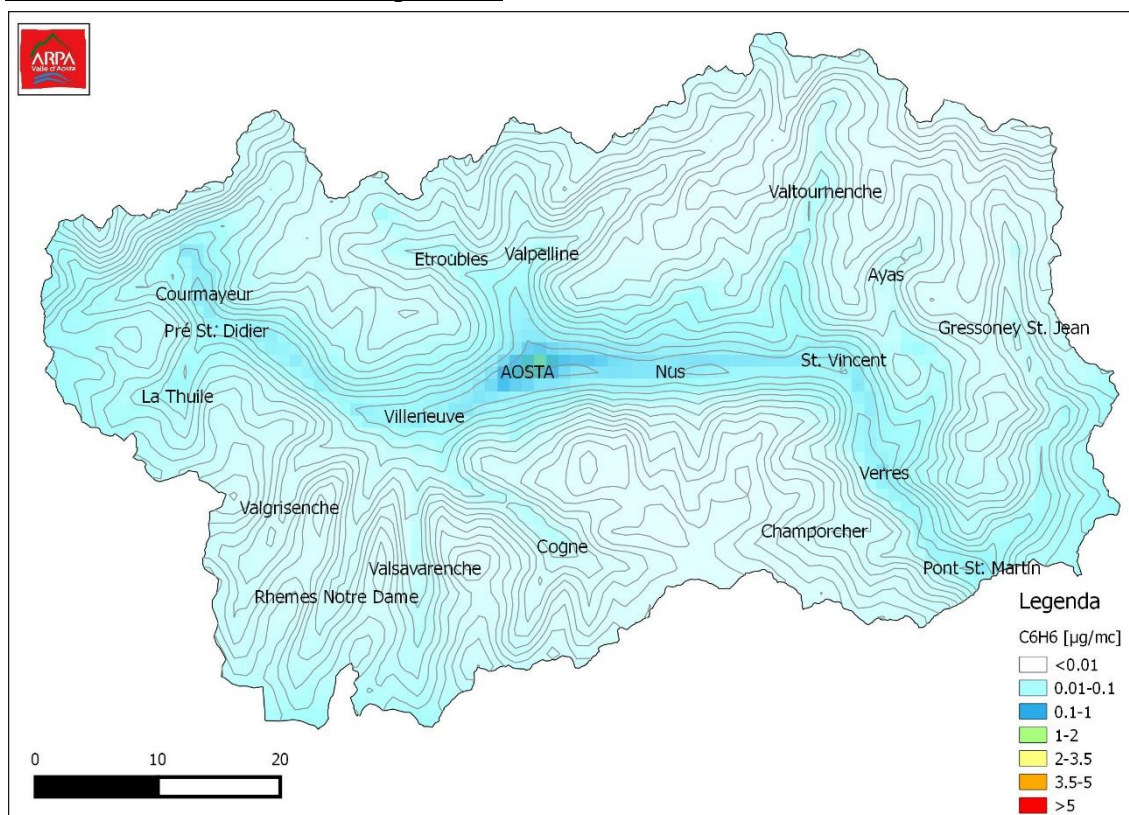 ARPA
Valle d'Aosta
Valtournenche
Etroubles
Valpelline
Ayas
Courmayeur
Pré St. Didier
Gressoney St. Jean
AOSTA
Nus
St. Vincent
La Thuile
Villeneuve
Verres
Valgrisenche
Champorcher
Cogne
Valsavarenche
Pont-St. Martin
Rhemes Notre Dame
Legenda
C6H6 [µg/mc]
<0.01
0.01-0.1
0.1-1
1-2
2-3.5
3.5-5
>5
0 10 20